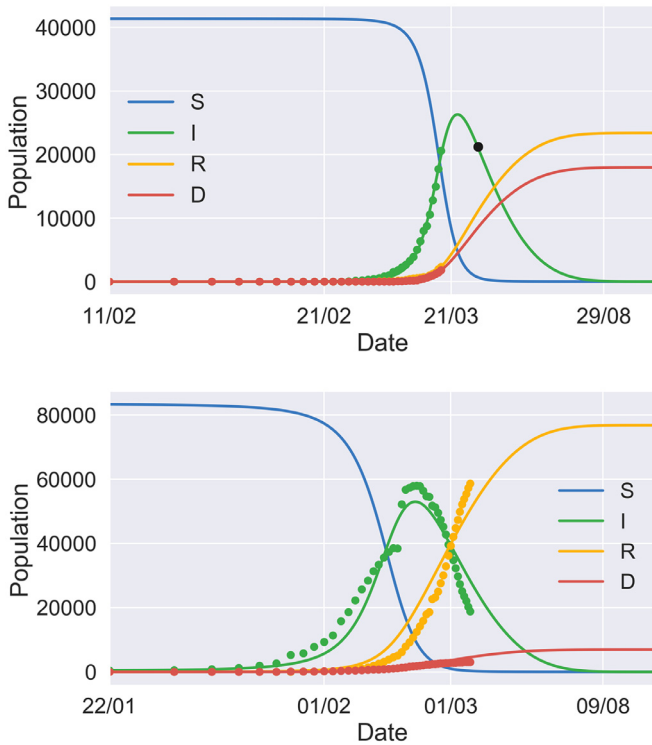 40000
30000
20000
10000
0
Population
S
I
R
D
11/02 21/02 21/03 29/08
Date
80000
60000
40000
20000
0
Population
S
I
R
D
22/01 01/02 01/03 09/08
Date